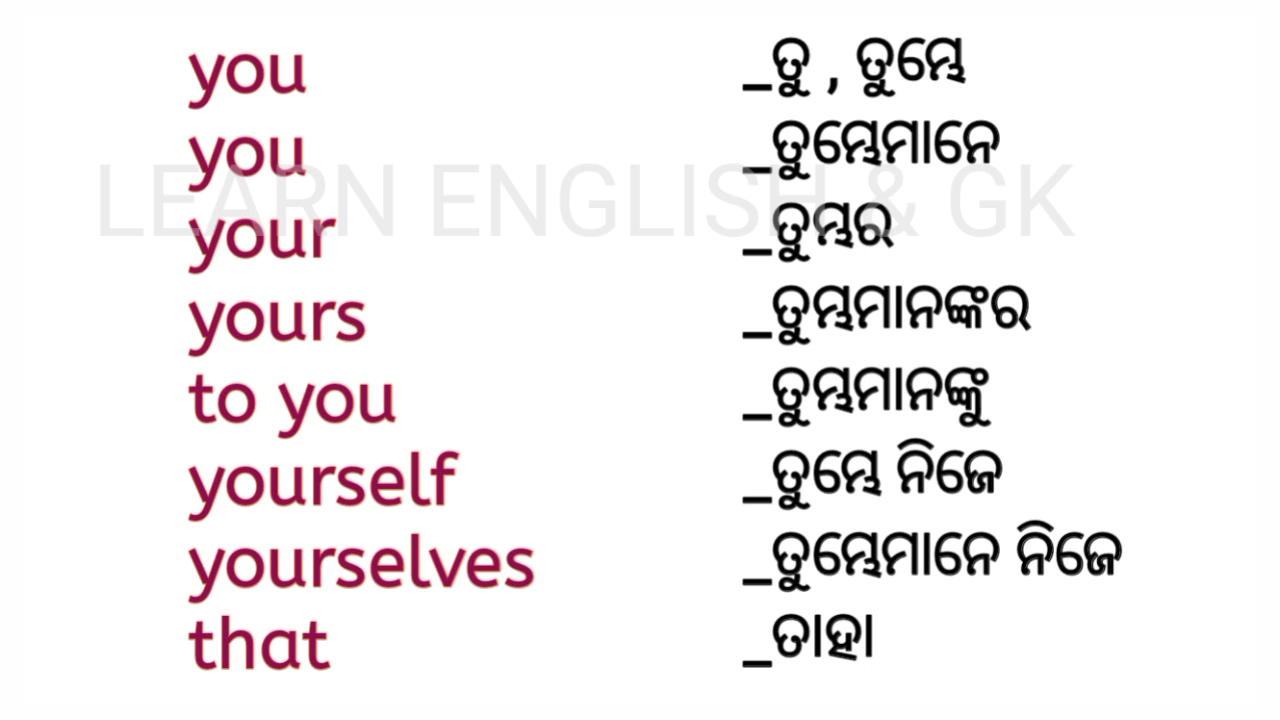 you _ତୁ , ତୁମ୍ଭେ
you _ତୁମ୍ଭେମାନେ
LEARN ENGLISH & GK
your _ତୁମ୍ଭର
yours _ତୁମ୍ଭମାନଙ୍କର
to you _ତୁମ୍ଭମାନଙ୍କୁ
yourself _ତୁମ୍ଭେ ନିଜେ
yourselves _ତୁମ୍ଭେମାନେ ନିଜେ
that _ତାହା